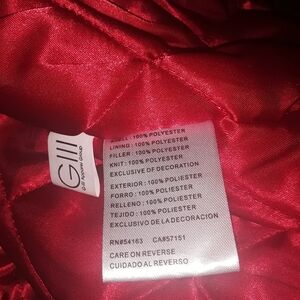 G-III
SHELL: 100% POLYESTER
LINING: 100% POLYESTER
FILLER: 100% POLYESTER
KNIT: 100% POLYESTER
EXCLUSIVE OF DECORATION
EXTERIOR: 100% POLIESTER
FORRO: 100% POLIESTER
RELLENO: 100% POLIESTER
TEJIDO: 100% POLIESTER
EXCLUSIVO DE LA DECORACION
RN#54163 CA#57151
CARE ON REVERSE
CUIDADO AL REVERSO